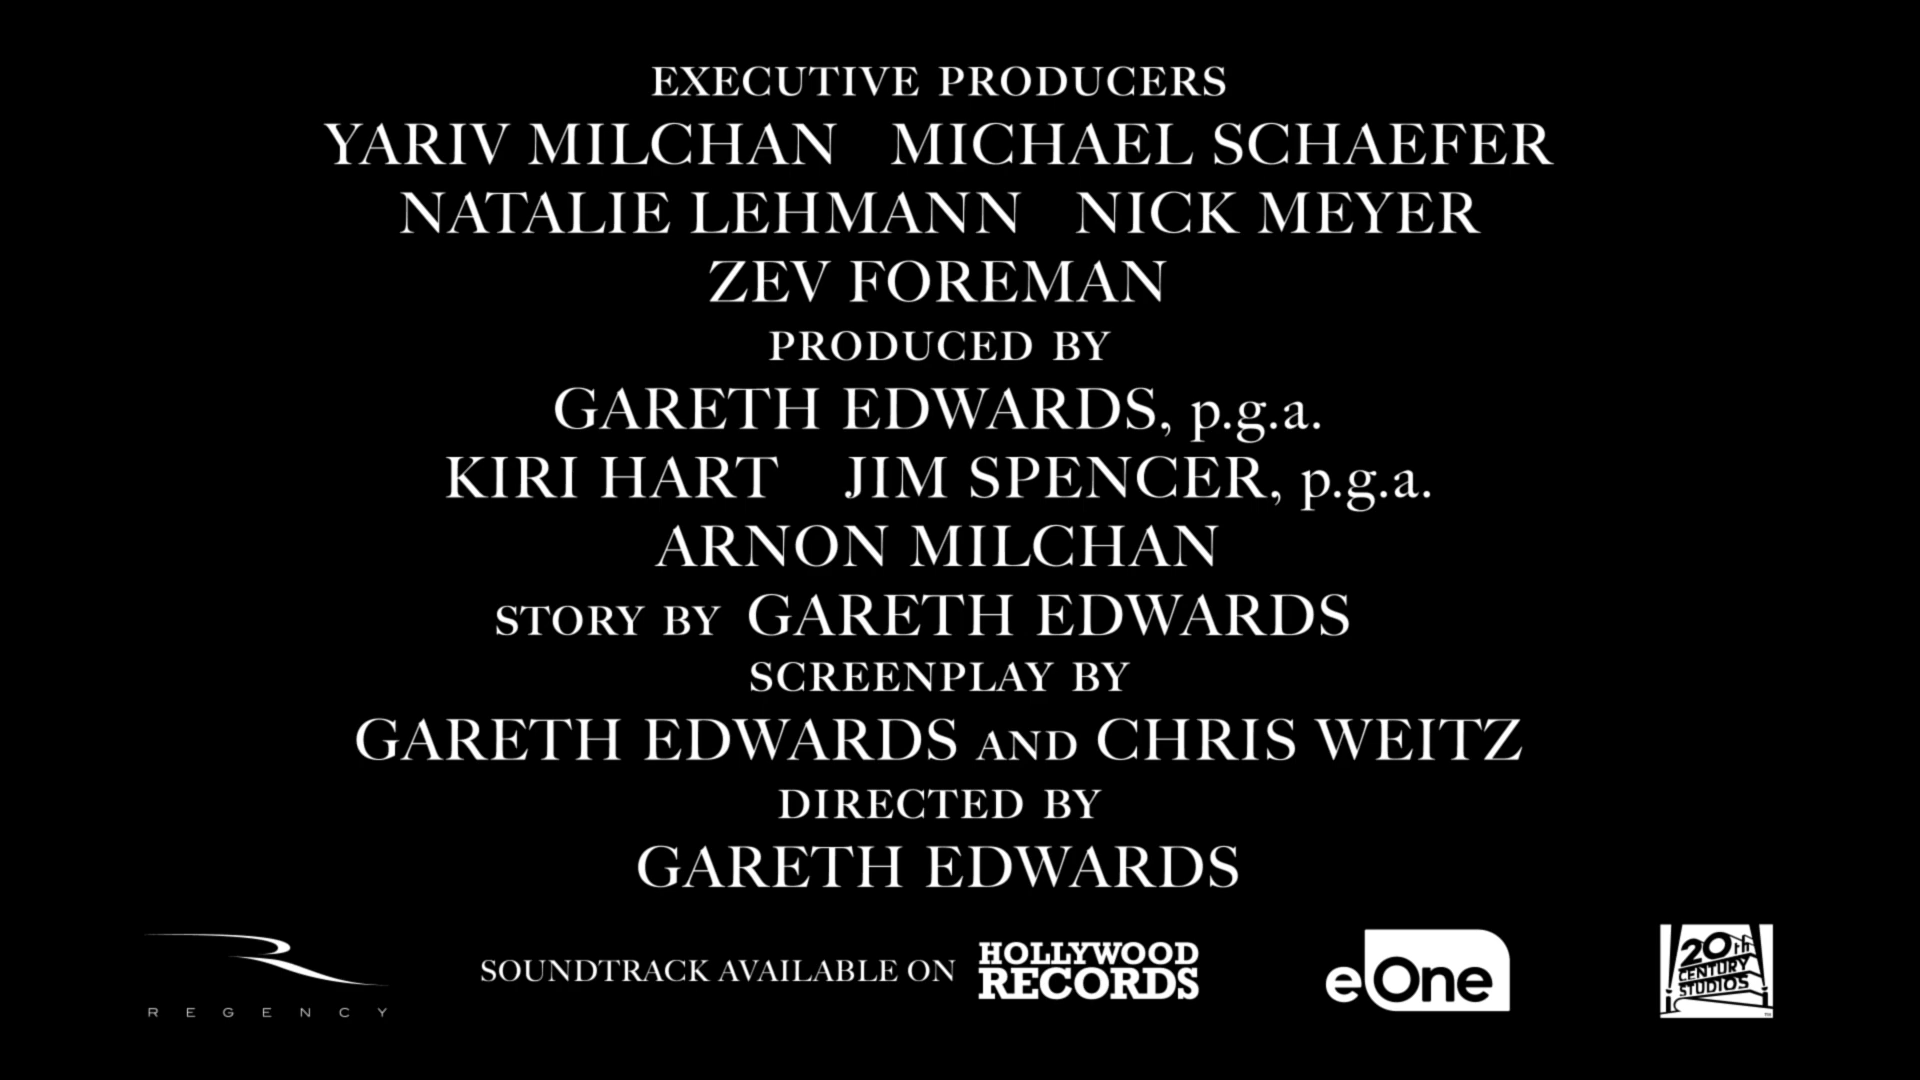 EXECUTIVE PRODUCERS
YARIV MILCHAN MICHAEL SCHAEFER
NATALIE LEHMANN NICK MEYER
ZEV FOREMAN
PRODUCED BY
GARETH EDWARDS, p.g.a.
KIRI HART JIM SPENCER, p.g.a.
ARNON MILCHAN
STORY BY GARETH EDWARDS
SCREENPLAY BY
GARETH EDWARDS AND CHRIS WEITZ
DIRECTED BY
GARETH EDWARDS
REGENCY
SOUNDTRACK AVAILABLE ON
HOLLYWOOD
RECORDS
eOne
20th
CENTURY
STUDIOS